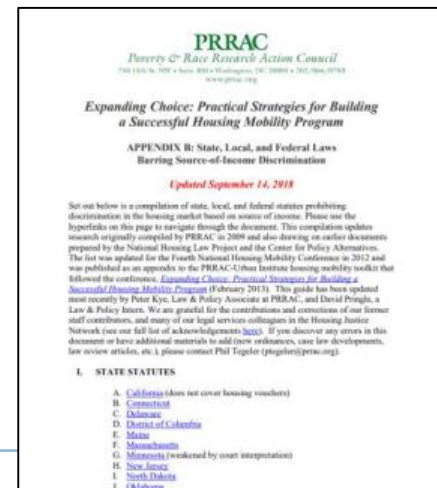 PRRAC
Poverty & Race Research Action Council
www.prrac.org
Expanding Choice: Practical Strategies for Building
a Successful Housing Mobility Program
APPENDIX B: State, Local, and Federal Laws
Barring Source-of-Income Discrimination
Updated September 14, 2018
Set out below is a compilation of state, local, and federal statutes prohibiting
discrimination in the housing market based on source of income. Please use the
hyperlinks on this page to navigate through the document. This compilation updates
research originally compiled by PRRAC in 2009 and also drawing on earlier documents
prepared by the National Housing Law Project and the Center for Policy Alternatives.
The list was updated for the Fourth National Housing Mobility Conference in 2012 and
was published as an appendix to the PRRAC-Urban Institute housing mobility toolkit that
followed the conference, Expanding Choice: Practical Strategies for Building a
Successful Housing Mobility Program (February 2013). This guide has been updated
most recently by Peter Kye, Law & Policy Associate at PRRAC, and David Pringle, a
Law & Policy Intern. We are grateful for the contributions and corrections of our former
staff contributors, and many of our legal services colleagues in the Housing Justice
Network (see our full list of acknowledgements here). If you discover any errors in this
document or have additional materials to add (new ordinances, case law developments,
law review articles, etc.), please contact Phil Tegeler (ptegeler@prrac.org).
I. STATE STATUTES
A. California (does not cover housing vouchers)
B. Connecticut
C. Delaware
D. District of Columbia
E. Maine
F. Massachusetts
G. Minnesota (weakened by court interpretation)
H. New Jersey
I. North Dakota
J. Oklahoma